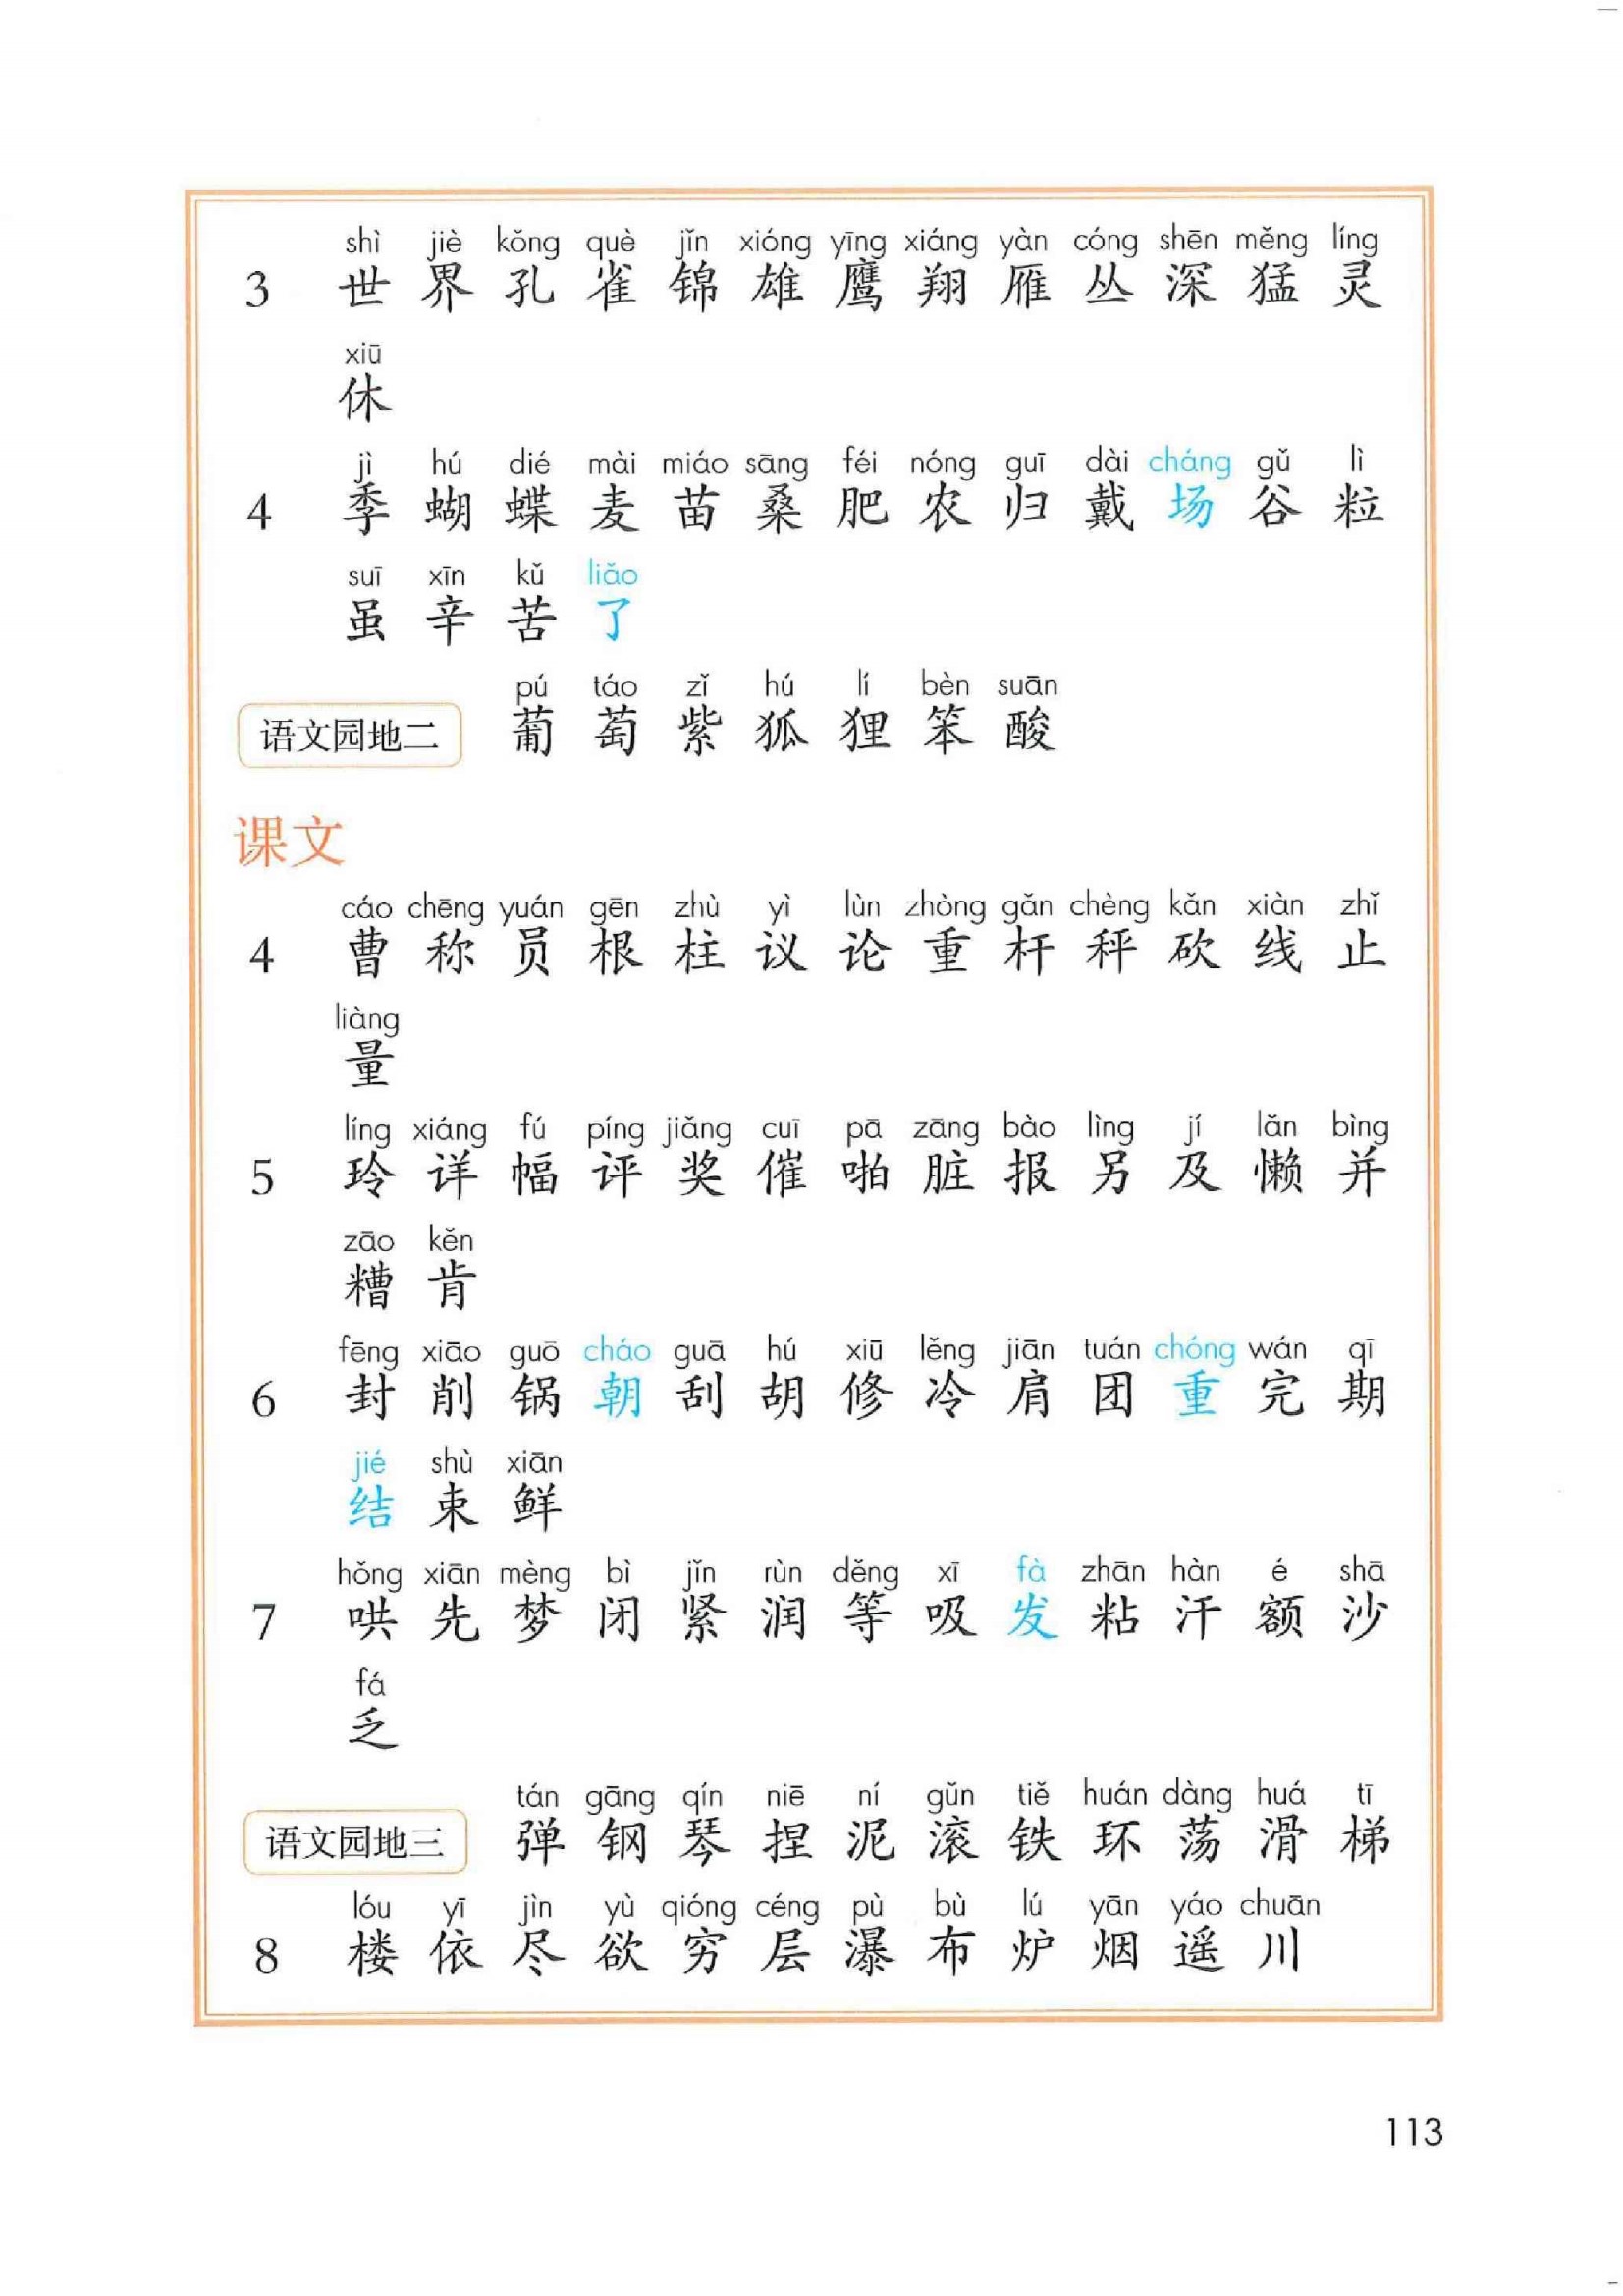 shì jiè kǒng què jǐn xióng yīng xiáng yàn cóng shēn měng líng
3 世 界 孔 雀 锦 雄 鹰 翔 雁 丛 深 猛 灵
xiū
休
jì hú dié mài miáo sāng féi nóng guī dài cháng gǔ lì
4 季 蝴 蝶 麦 苗 桑 肥 农 归 戴 场 谷 粒
suī xīn kǔ liǎo
虽 辛 苦 了
pú táo zǐ hú lí bèn suān
语文园地二 葡 萄 紫 狐 狸 笨 酸
课文
cáo chēng yuán gēn zhù yì lùn zhòng gǎn chèng kǎn xiàn zhǐ
4 曹 称 员 根 柱 议 论 重 杆 秤 砍 线 止
liàng
量
líng xiáng fú píng jiǎng cuī pā zāng bào lìng jí lǎn bìng
5 玲 详 幅 评 奖 催 啪 脏 报 另 及 懒 并
zāo kěn
糟 肯
fēng xiāo guō cháo guā hú xiū lěng jiān tuán chóng wán qī
6 封 削 锅 朝 刮 胡 修 冷 肩 团 重 完 期
jié shù xiān
结 束 鲜
hǒng xiān mèng bì jǐn rùn děng xī fà zhān hàn é shā
7 哄 先 梦 闭 紧 润 等 吸 发 粘 汗 额 沙
fá
乏
tán gāng qín niē ní gǔn tiě huán dàng huá tī
语文园地三 弹 钢 琴 捏 泥 滚 铁 环 荡 滑 梯
lóu yī jìn yù qióng céng pù bù lú yān yáo chuān
8 楼 依 尽 欲 穷 层 瀑 布 炉 烟 遥 川
113